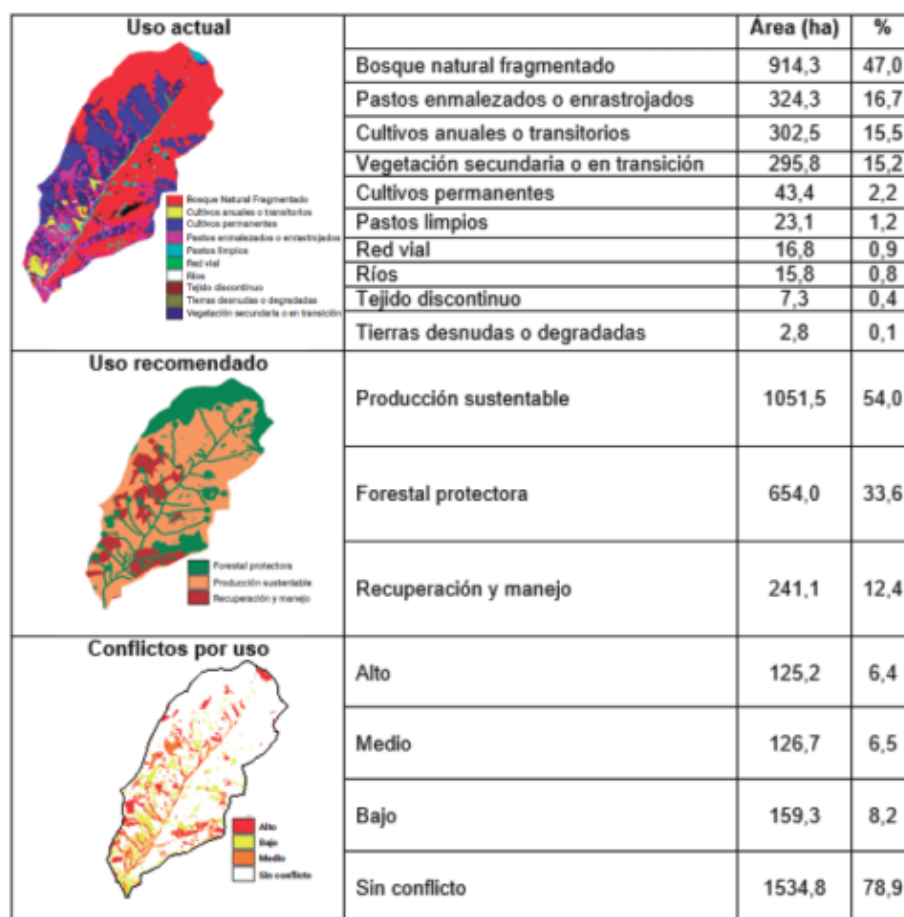 Uso actual
Área (ha) %
Bosque natural fragmentado 914,3 47,0
Pastos enmalezados o enrastrojados 324,3 16,7
Cultivos anuales o transitorios 302,5 15,5
Vegetación secundaria o en transición 295,8 15,2
Cultivos permanentes 43,4 2,2
Pastos limpios 23,1 1,2
Red vial 16,8 0,9
Ríos 15,8 0,8
Tejido discontinuo 7,3 0,4
Tierras desnudas o degradadas 2,8 0,1
Bosque Natural Fragmentado
Cultivos anuales o transitorios
Cultivos permanentes
Pastos enmalezados o enrastrojados
Pastos limpios
Red vial
Ríos
Tejido discontinuo
Tierras desnudas o degradadas
Vegetación secundaria o en transición
Uso recomendado
Producción sustentable 1051,5 54,0
Forestal protectora 654,0 33,6
Recuperación y manejo 241,1 12,4
Forestal protectora
Producción sustentable
Recuperación y manejo
Conflictos por uso
Alto 125,2 6,4
Medio 126,7 6,5
Bajo 159,3 8,2
Sin conflicto 1534,8 78,9
Alto
Bajo
Medio
Sin conflicto